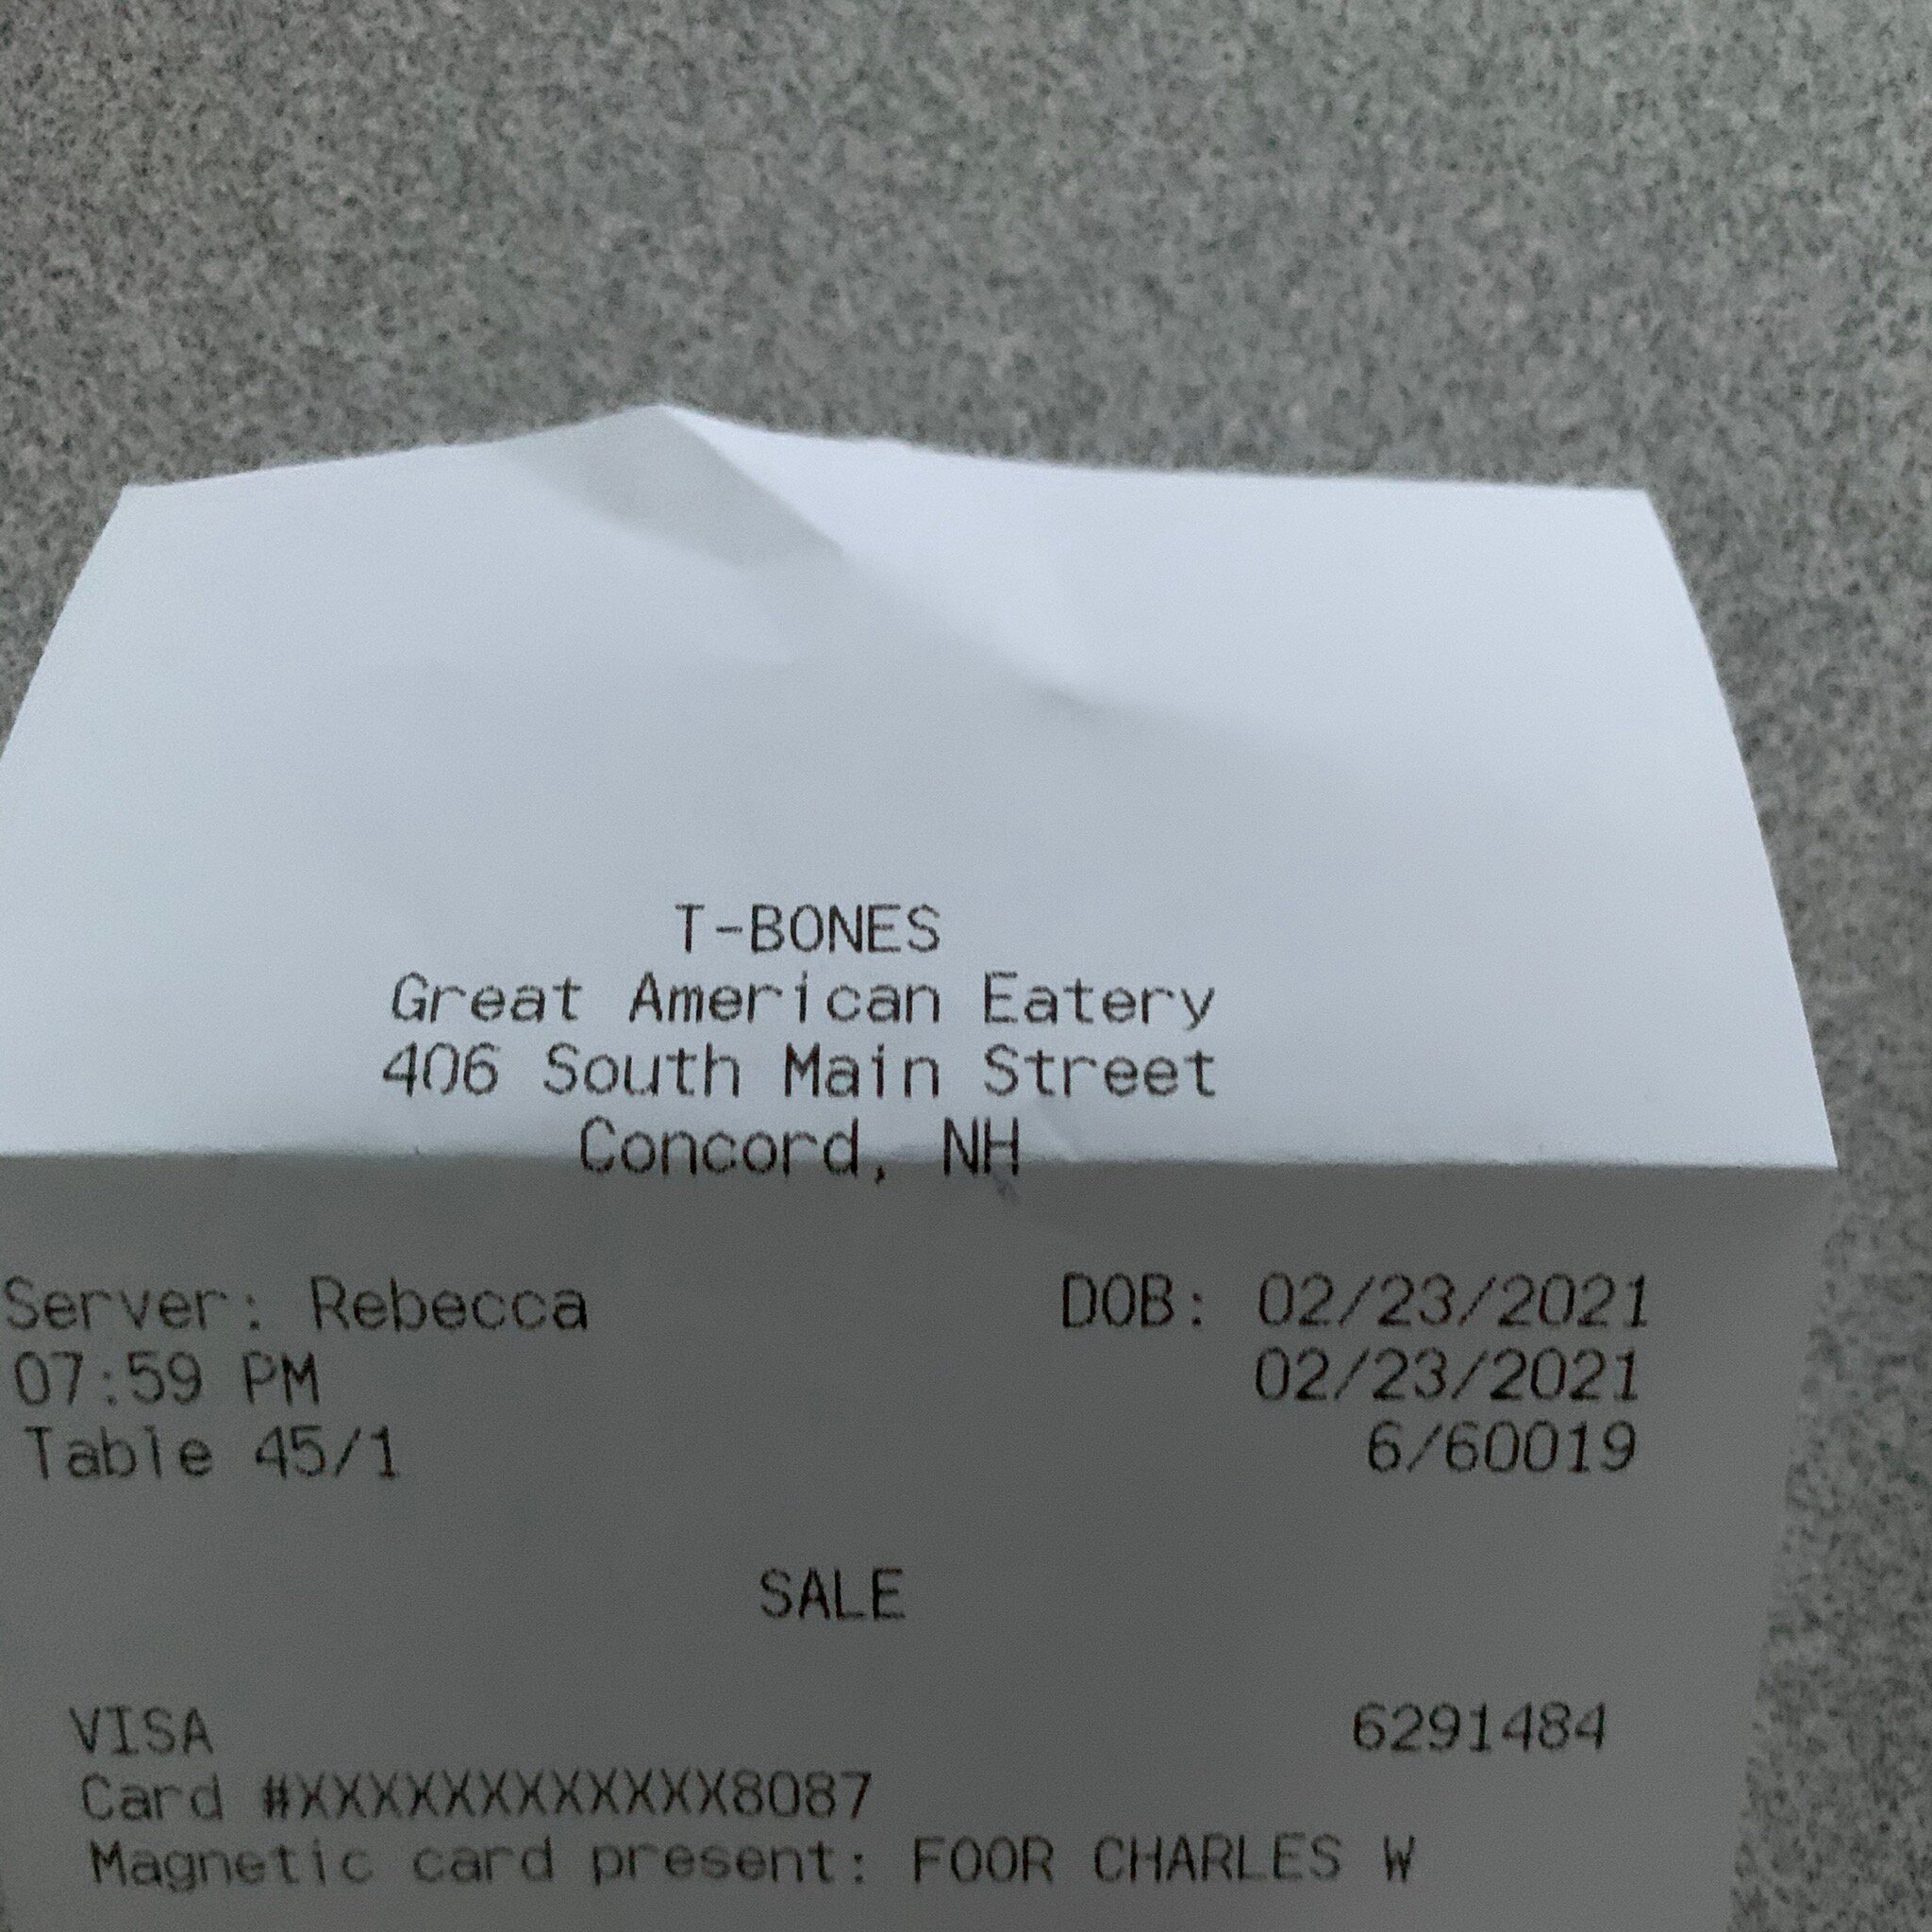 T-BONES
Great American Eatery
406 South Main Street
Concord, NH
Server: Rebecca DOB: 02/23/2021
07:59 PM 02/23/2021
Table 45/1 6/60019
SALE
VISA 6291484
Card #XXXXXXXXXXXX8087
Magnetic card present: FOOR CHARLES W